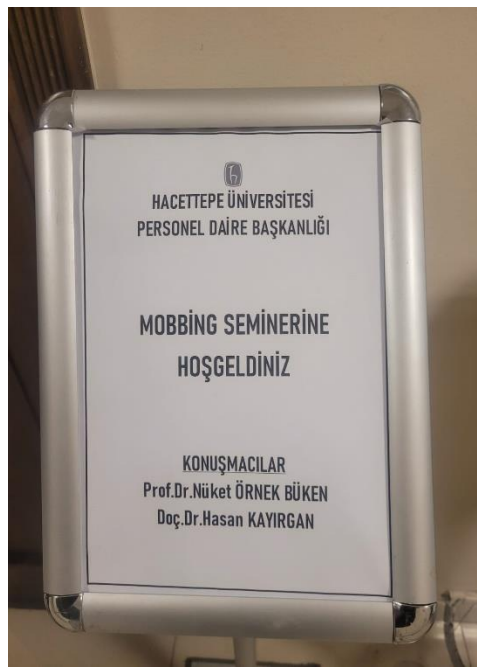 HACETTEPE ÜNİVERSİTESİ
PERSONEL DAİRE BAŞKANLIĞI
MOBBİNG SEMİNERİNE
HOŞGELDİNİZ
KONUŞMACILAR
Prof.Dr.Nüket ÖRNEK BÜKEN
Doç.Dr.Hasan KAYIRGAN